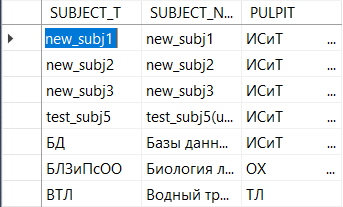 SUBJECT_T SUBJECT_N... PULPIT
new_subj1 new_subj1 ИСиТ ...
new_subj2 new_subj2 ИСиТ ...
new_subj3 new_subj3 ИСиТ ...
test_subj5 test_subj5(u... ИСиТ ...
БД Базы данн... ИСиТ ...
БЛЗиПсОО Биология л... ОХ ...
ВТЛ Водный тр... ТЛ ...